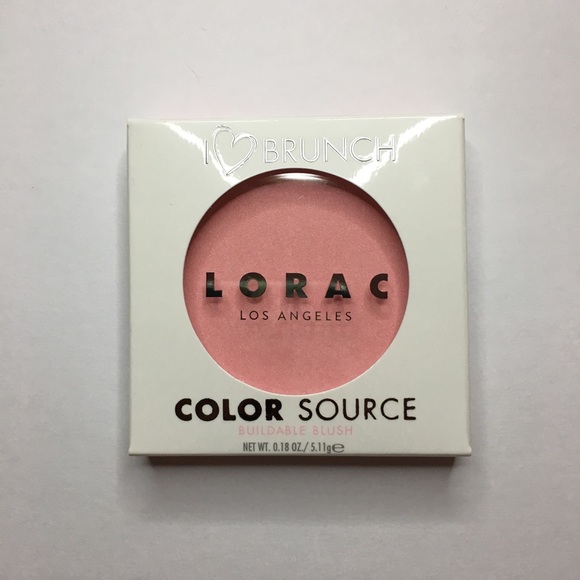 I ♡ BRUNCH
LORAC
LOS ANGELES
COLOR SOURCE
BUILDABLE BLUSH
NET WT. 0.18 OZ./ 5.11g℮